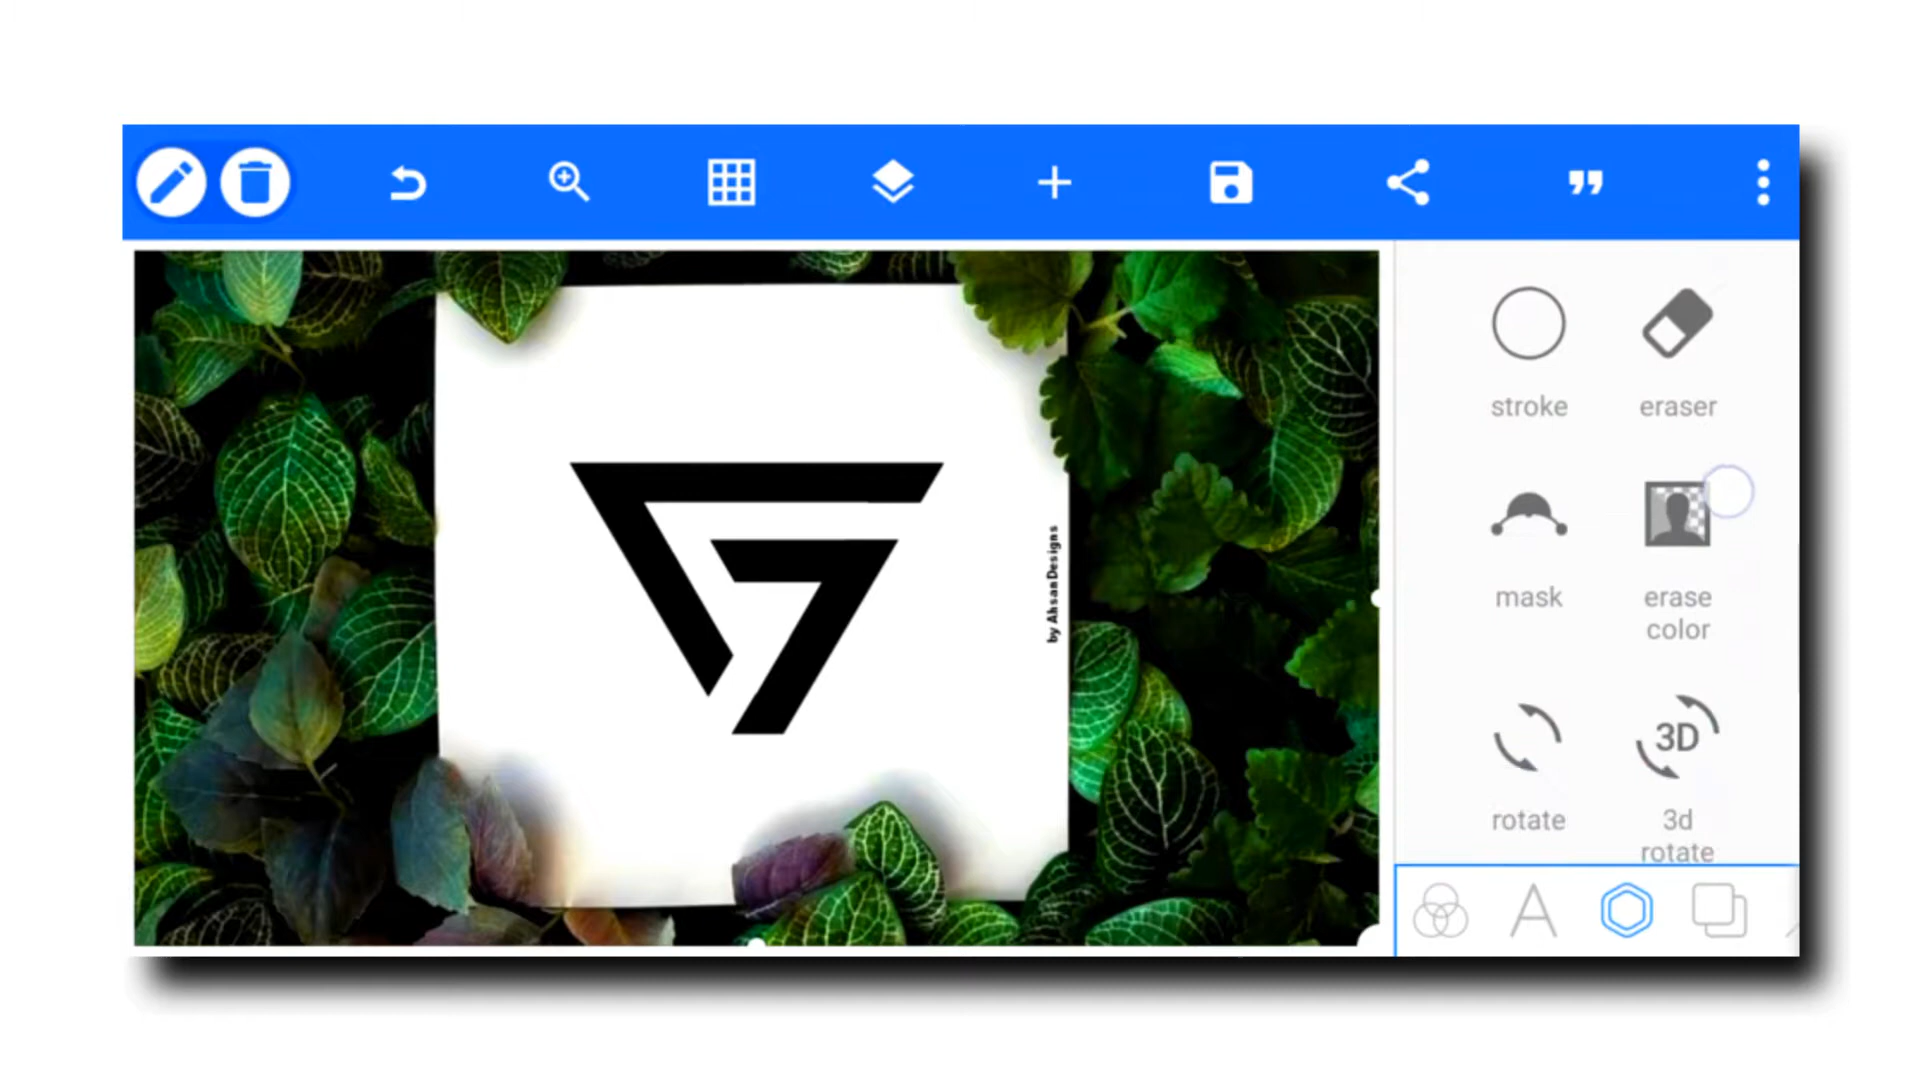 stroke
eraser
by AhsanDesigns
mask
erase
color
3D
rotate
3d
rotate